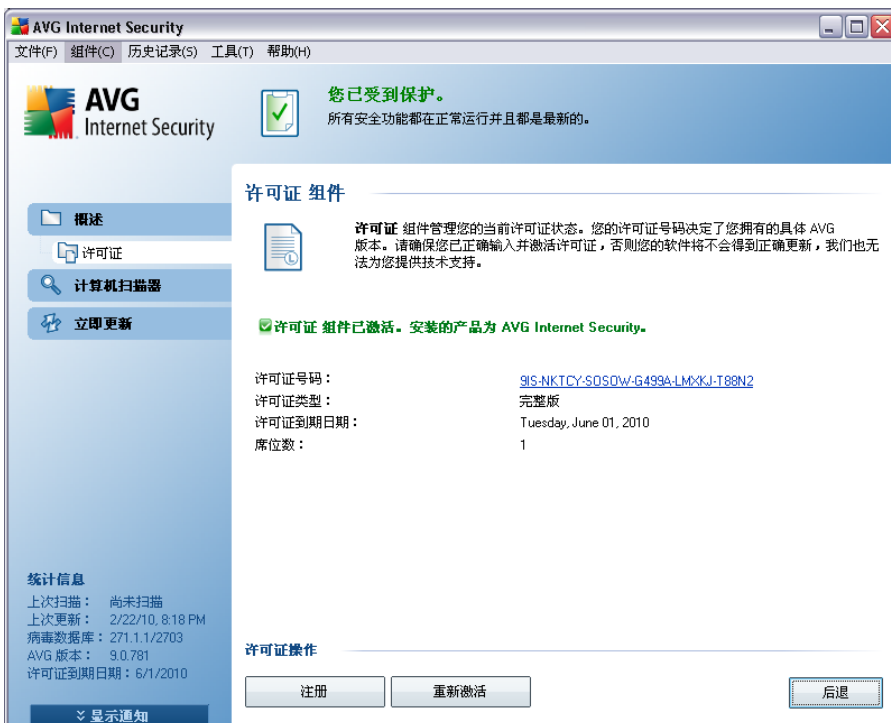 AVG Internet Security
文件(F) 组件(C) 历史记录(S) 工具(T) 帮助(H)
AVG
Internet Security
您已受到保护。
所有安全功能都在正常运行并且都是最新的。
概述
许可证
计算机扫描器
立即更新
许可证 组件
许可证 组件管理您的当前许可证状态。您的许可证号码决定了您拥有的具体 AVG
版本。请确保您已正确输入并激活许可证，否则您的软件将不会得到正确更新，我们也无
法为您提供技术支持。
许可证 组件已激活。安装的产品为 AVG Internet Security。
许可证号码： 9IS-NKTCY-SOSOW-G499A-LMXKJ-T88N2
许可证类型： 完整版
许可证到期日期： Tuesday, June 01, 2010
席位数： 1
统计信息
上次扫描： 尚未扫描
上次更新： 2/22/10, 8:18 PM
病毒数据库：271.1.1/2703
AVG 版本： 9.0.781
许可证到期日期：6/1/2010
显示通知
许可证操作
注册 重新激活 后退